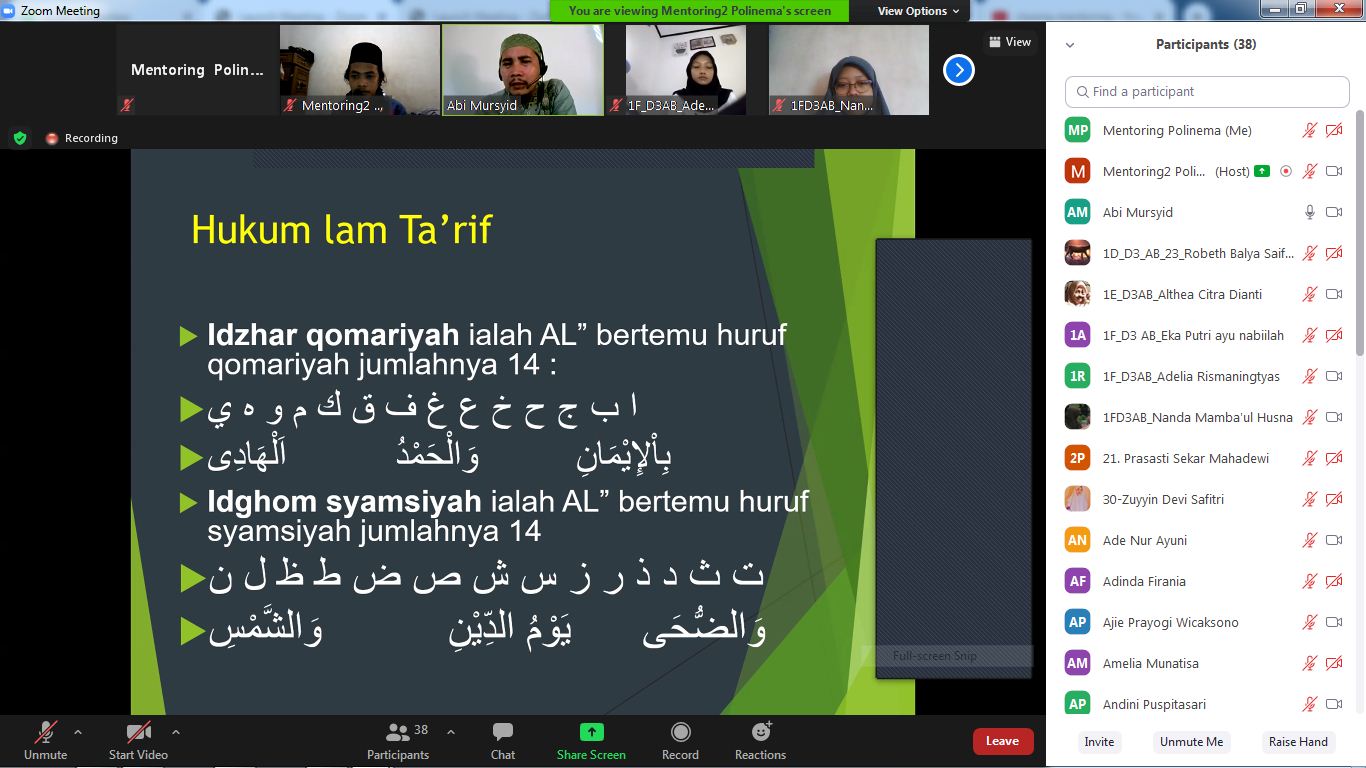 Zoom Meeting
You are viewing Mentoring2 Polinema's screen
View Options
Mentoring Polin...
Mentoring2 ..,
Abi Mursyid
1F_D3AB_Ade...
1FD3AB_Nan...
View
Recording
Hukum lam Ta’rif
Idzhar qomariyah ialah AL” bertemu huruf
qomariyah jumlahnya 14 :
ا ب ج ح خ ع غ ف ق ك م و ه ي
بِاْلإِيْمَانِ وَالْحَمْدُ اَلْهَادِى
Idghom syamsiyah ialah AL” bertemu huruf
syamsiyah jumlahnya 14
ت ث د ذ ر ز س ش ص ض ط ظ ل ن
وَالضُّحَى يَوْمُ الدِّيْنِ وَالشَّمْسِ
Full-screen Snip
Participants (38)
Find a participant
MP Mentoring Polinema (Me)
M Mentoring2 Poli... (Host)
AM Abi Mursyid
1D_D3_AB_23_Robeth Balya Saif...
1E_D3AB_Althea Citra Dianti
1A 1F_D3 AB_Eka Putri ayu nabiilah
1R 1F_D3AB_Adelia Rismaningtyas
1FD3AB_Nanda Mamba'ul Husna
2P 21. Prasasti Sekar Mahadewi
30-Zuyyin Devi Safitri
AN Ade Nur Ayuni
AF Adinda Firania
AP Ajie Prayogi Wicaksono
AM Amelia Munatisa
AP Andini Puspitasari
Invite
Unmute Me
Raise Hand
Unmute
Start Video
Participants
38
Chat
Share Screen
Record
Reactions
Leave